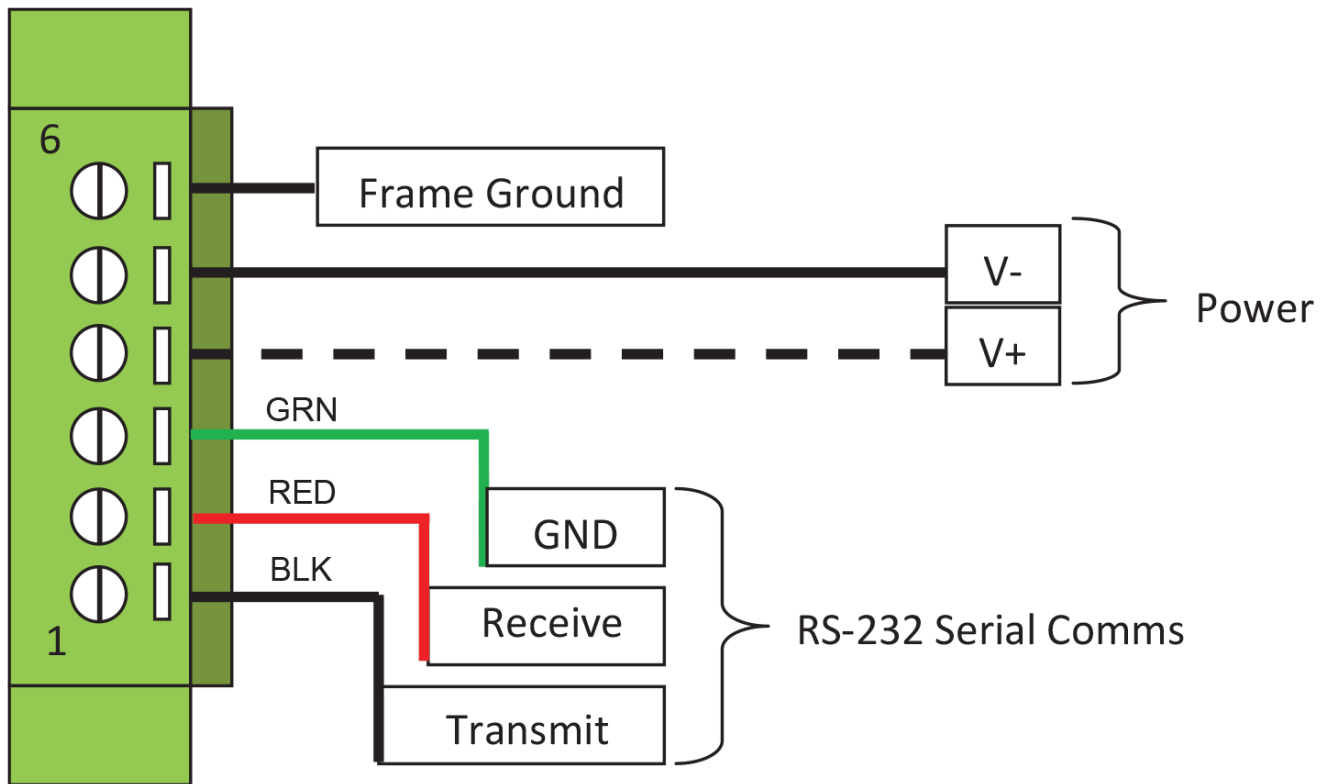 6
Frame Ground
V-
V+
Power
GRN
RED
BLK
GND
Receive
Transmit
RS-232 Serial Comms
1